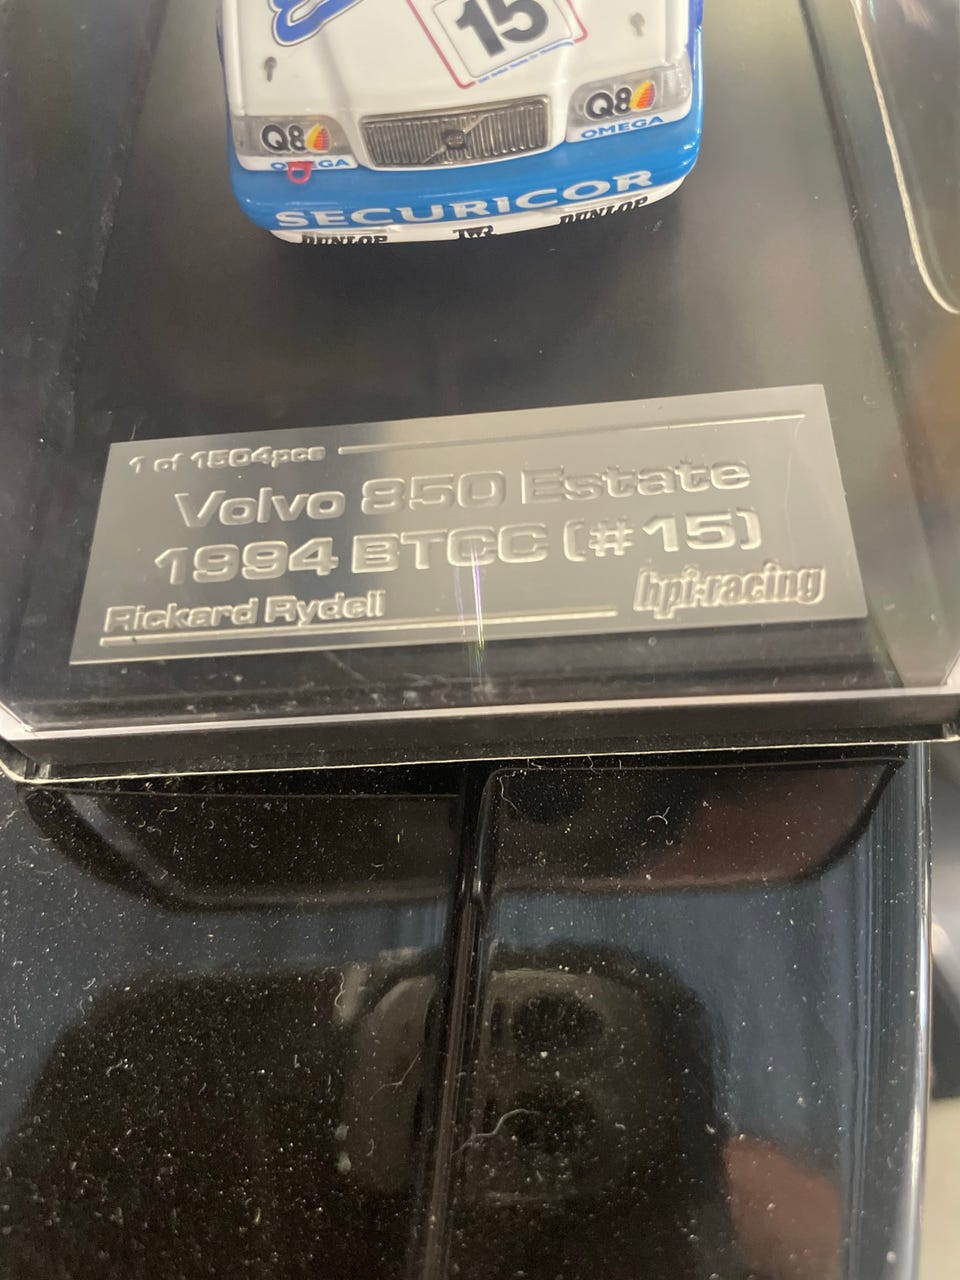 15
Q8
Q8
OMEGA
OMEGA
SECURICOR
DUNLOP
TWR
DUNLOP
1 of 1504pcs
Volvo 850 Estate
1994 BTCC (#15)
Rickard Rydell
hpi-racing